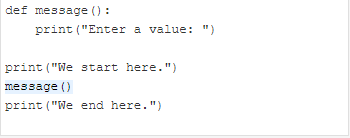 def message():
    print("Enter a value: ")

print("We start here.")
message()
print("We end here.")